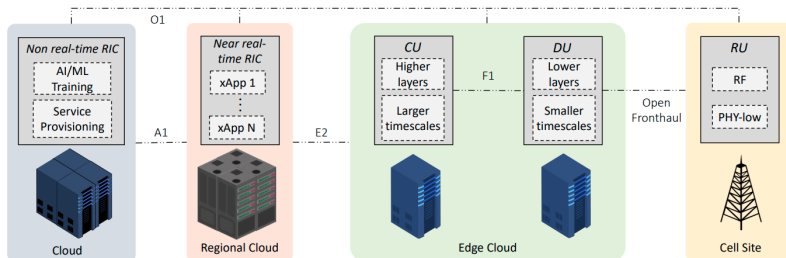 O1
Non real-time RIC
AI/ML
Training
Service
Provisioning
Cloud
A1
Near real-
time RIC
xApp 1
xApp N
Regional Cloud
E2
CU
Higher
layers
Larger
timescales
F1
DU
Lower
layers
Smaller
timescales
Edge Cloud
Open
Fronthaul
RU
RF
PHY-low
Cell Site